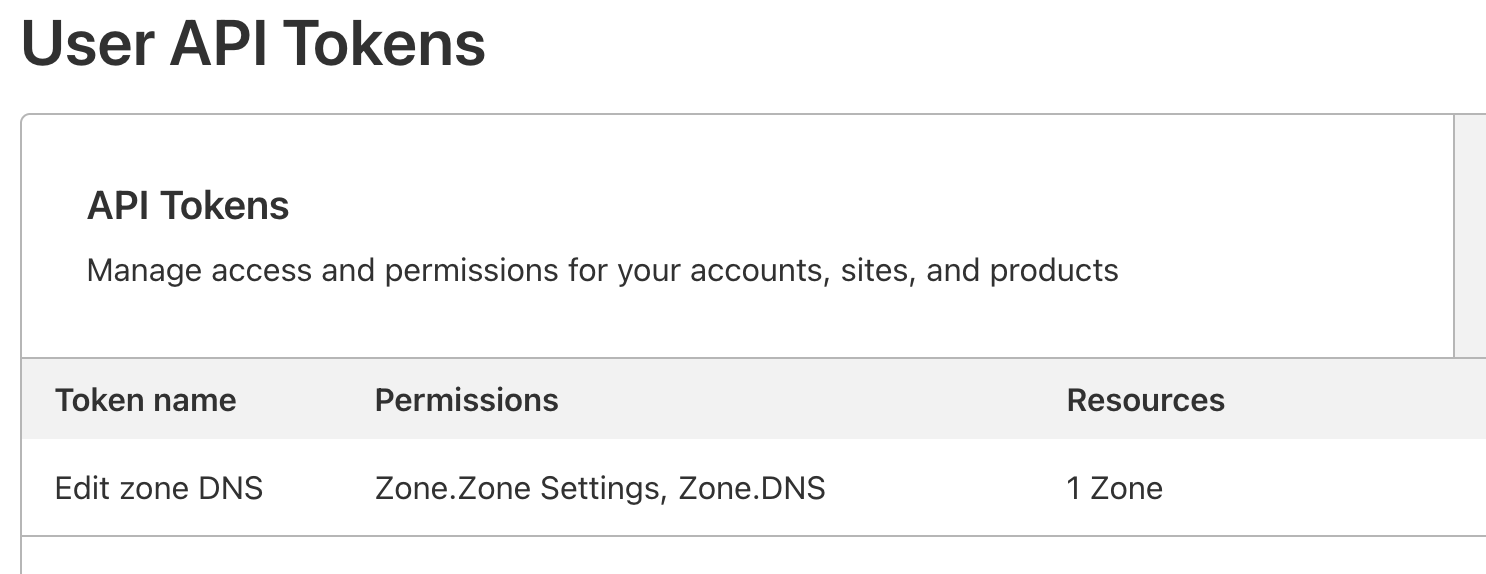 User API Tokens
API Tokens
Manage access and permissions for your accounts, sites, and products
Token name Permissions Resources
Edit zone DNS Zone.Zone Settings, Zone.DNS 1 Zone